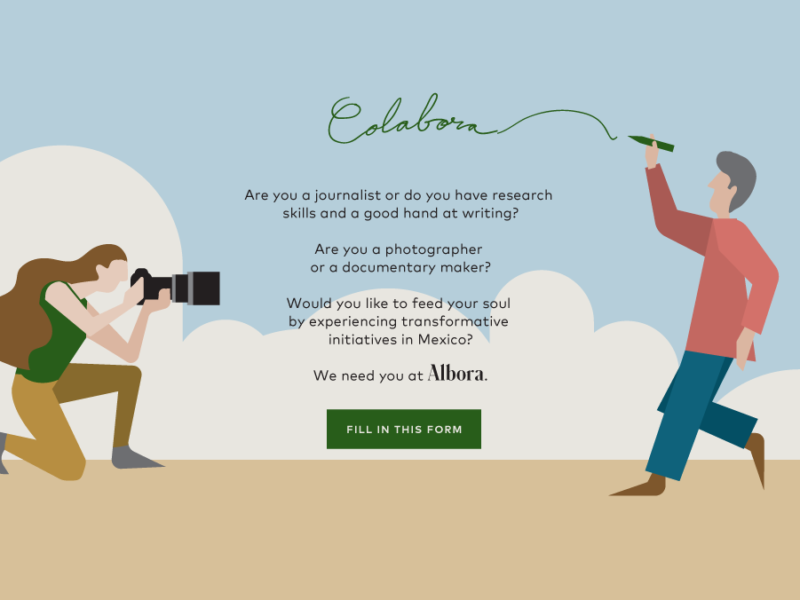 Colabora
Are you a journalist or do you have research
skills and a good hand at writing?
Are you a photographer
or a documentary maker?
Would you like to feed your soul
by experiencing transformative
initiatives in Mexico?
We need you at Albora.
FILL IN THIS FORM